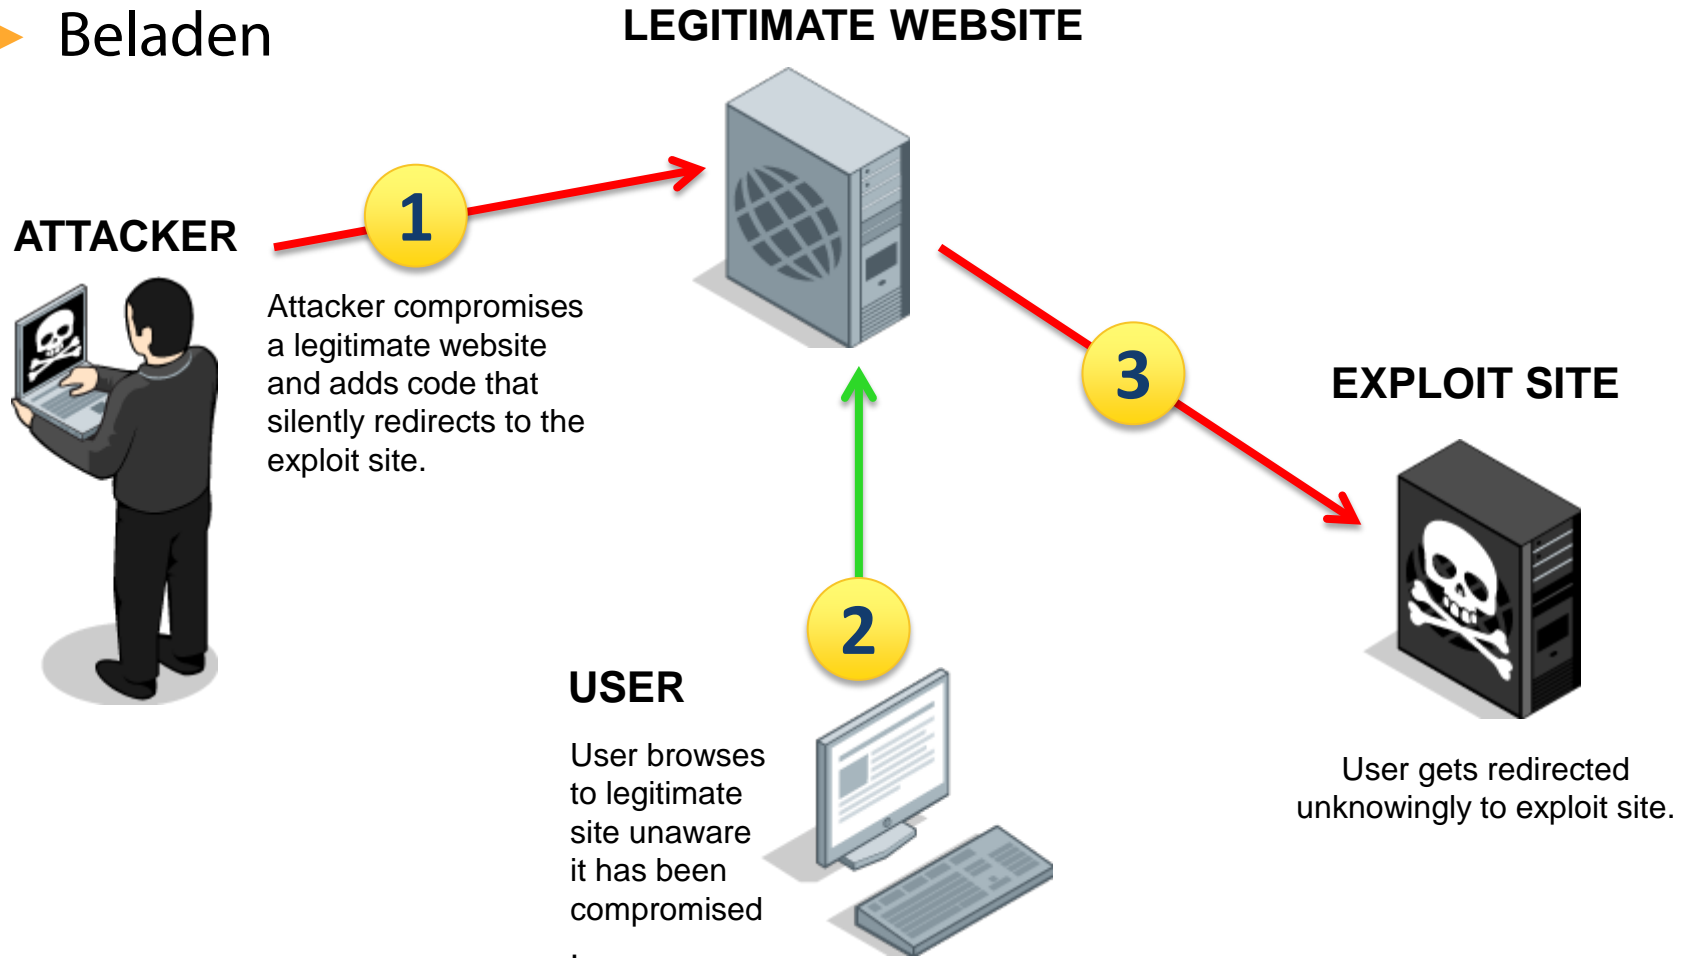 Beladen
LEGITIMATE WEBSITE
1
ATTACKER
Attacker compromises
a legitimate website
and adds code that
silently redirects to the
exploit site.
3
EXPLOIT SITE
2
USER
User browses
to legitimate
site unaware
it has been
compromised
.
User gets redirected
unknowingly to exploit site.